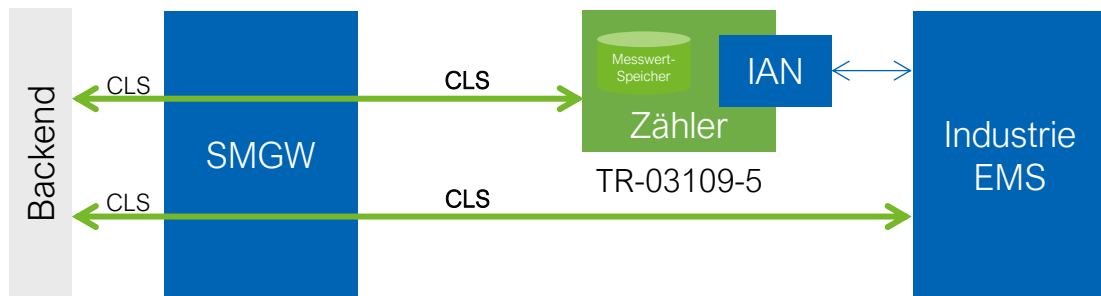 Backend
CLS
SMGW
CLS
Messwert-
Speicher
Zähler
IAN
TR-03109-5
Industrie
EMS
CLS
CLS